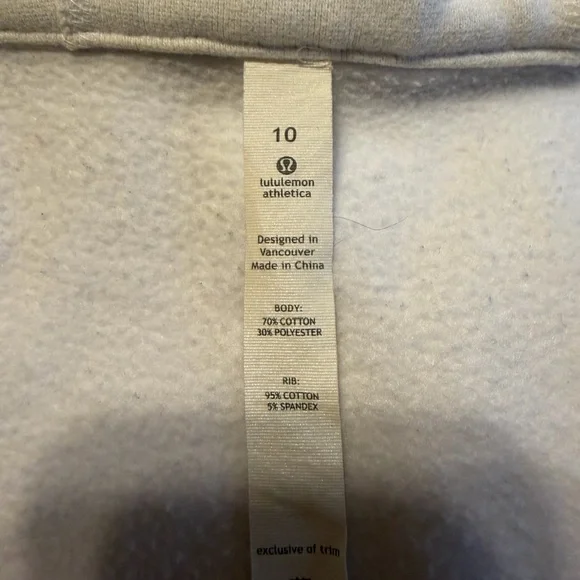 10
lululemon
athletica
Designed in
Vancouver
Made in China
BODY:
70% COTTON
30% POLYESTER
RIB:
95% COTTON
5% SPANDEX
exclusive of trim